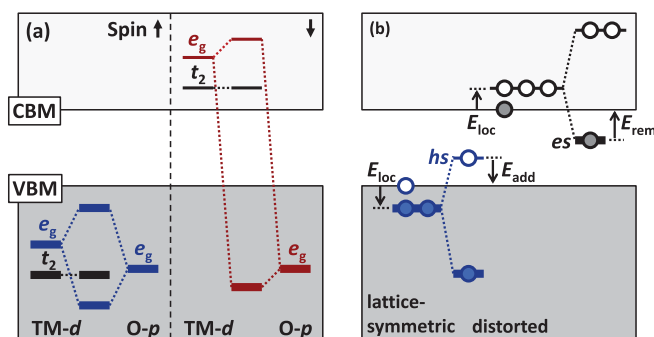 (a)
Spin ↑
↓
e_g
t_2
CBM
VBM
e_g
t_2
e_g
e_g
TM-d
O-p
TM-d
O-p
(b)
E_loc
es
E_rem
E_loc
hs
E_add
lattice-
symmetric
distorted